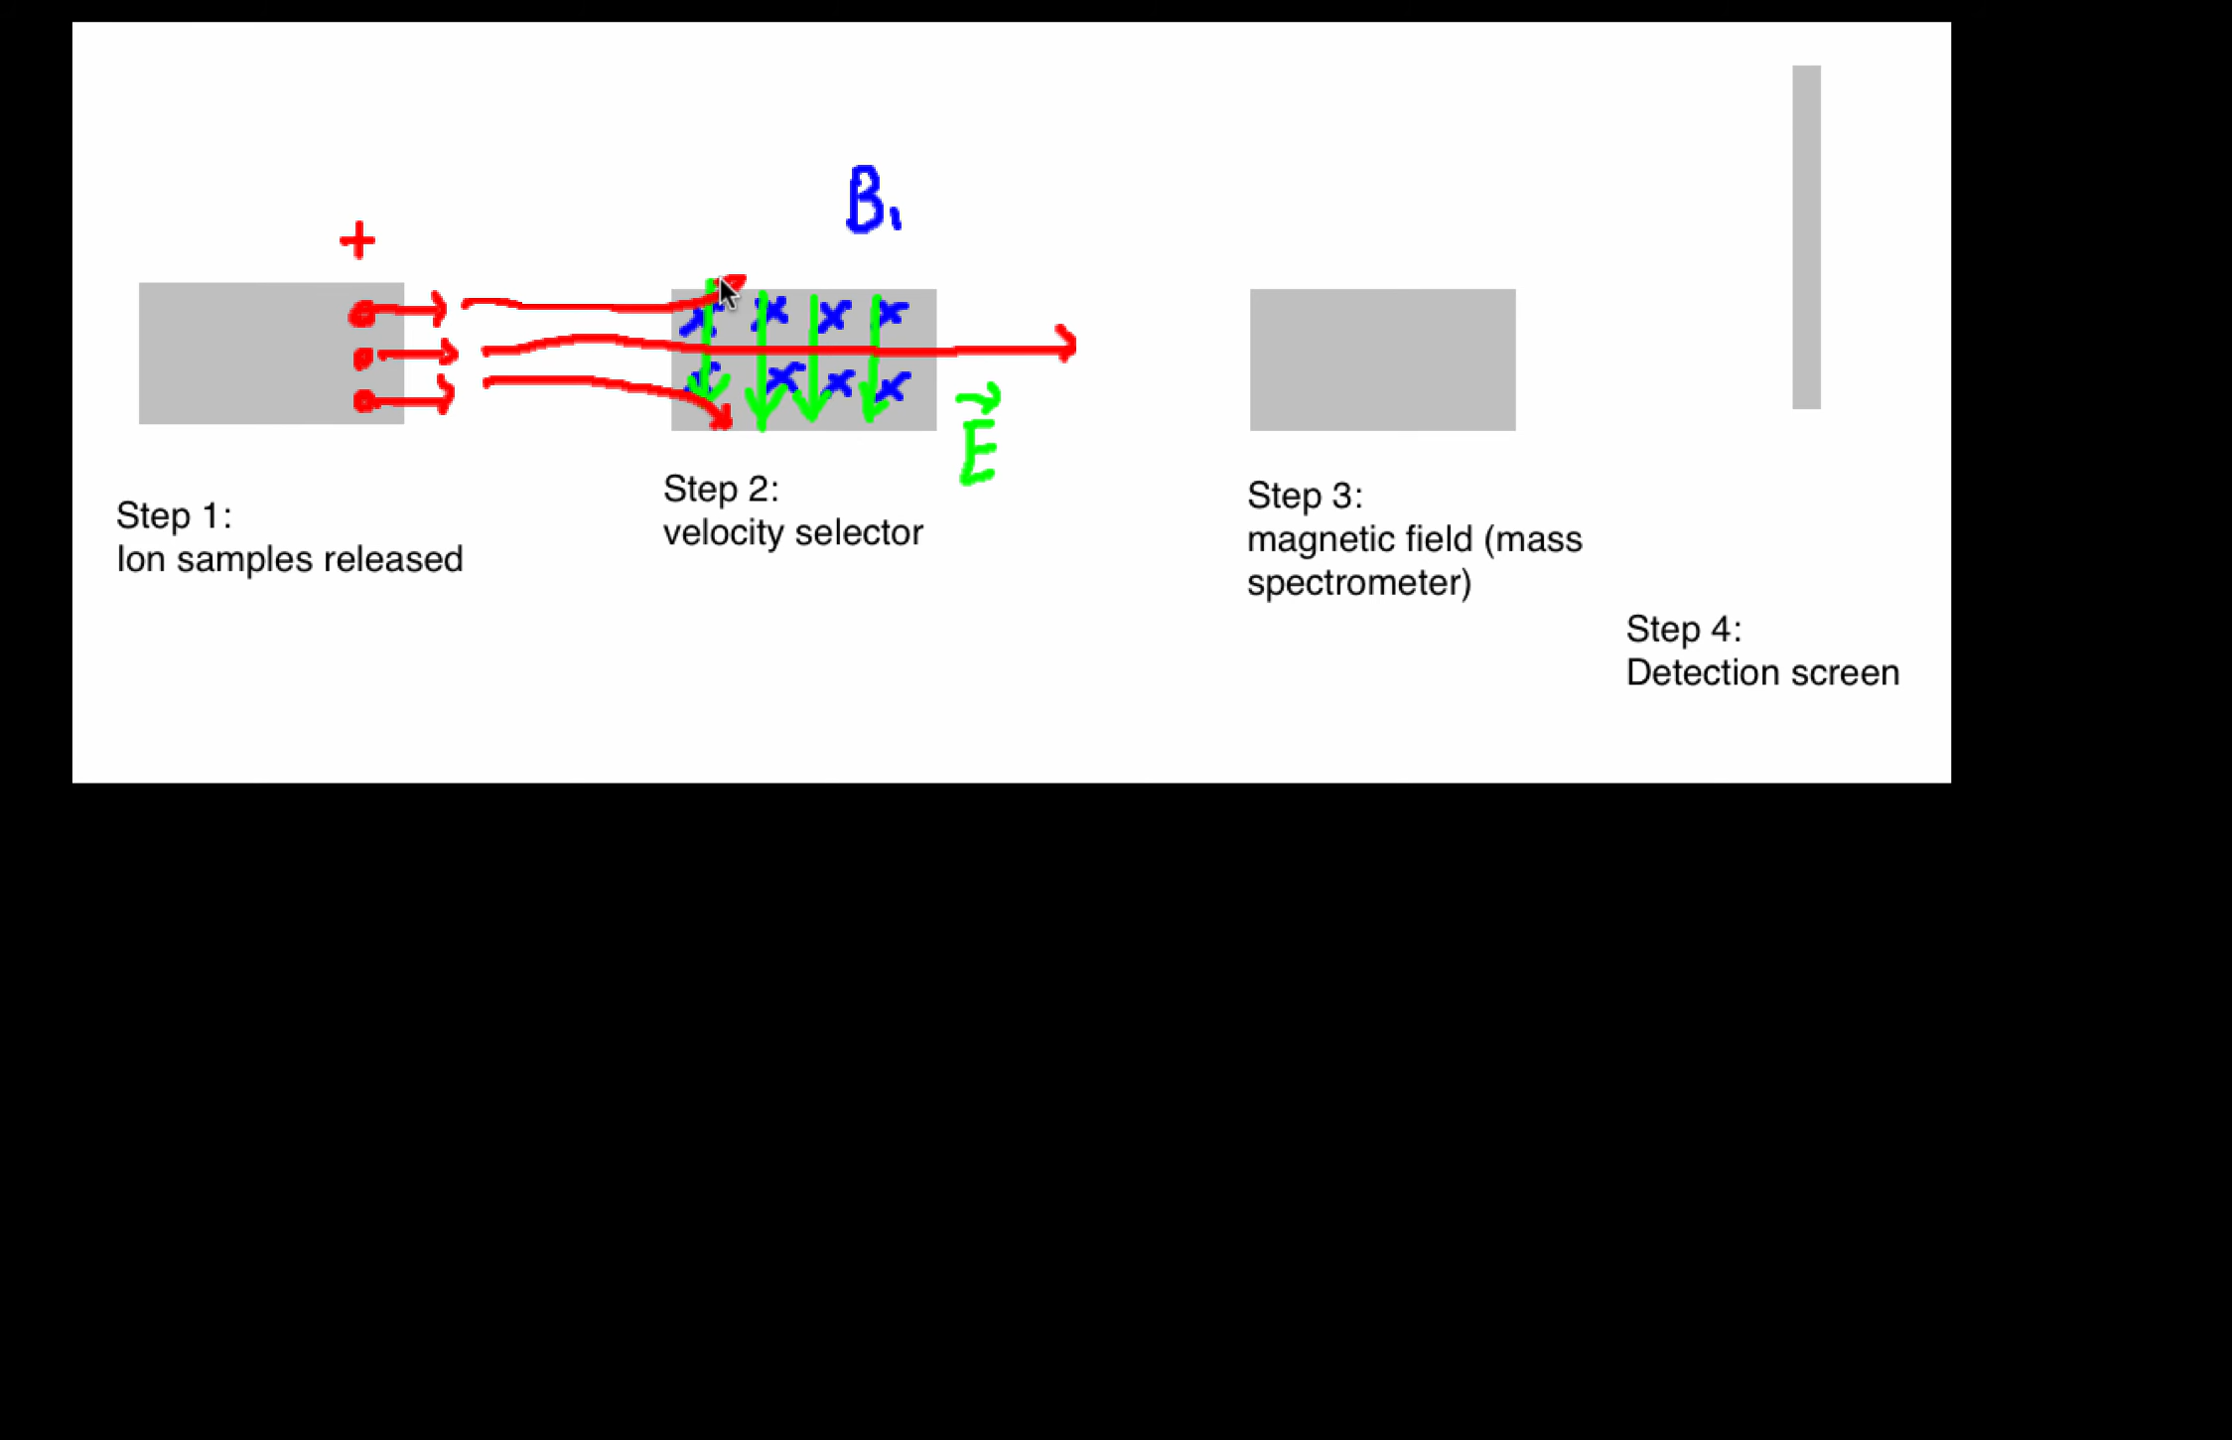 B₁
+
x x x x
x x x x
E⃗
Step 1:
Ion samples released
Step 2:
velocity selector
Step 3:
magnetic field (mass
spectrometer)
Step 4:
Detection screen